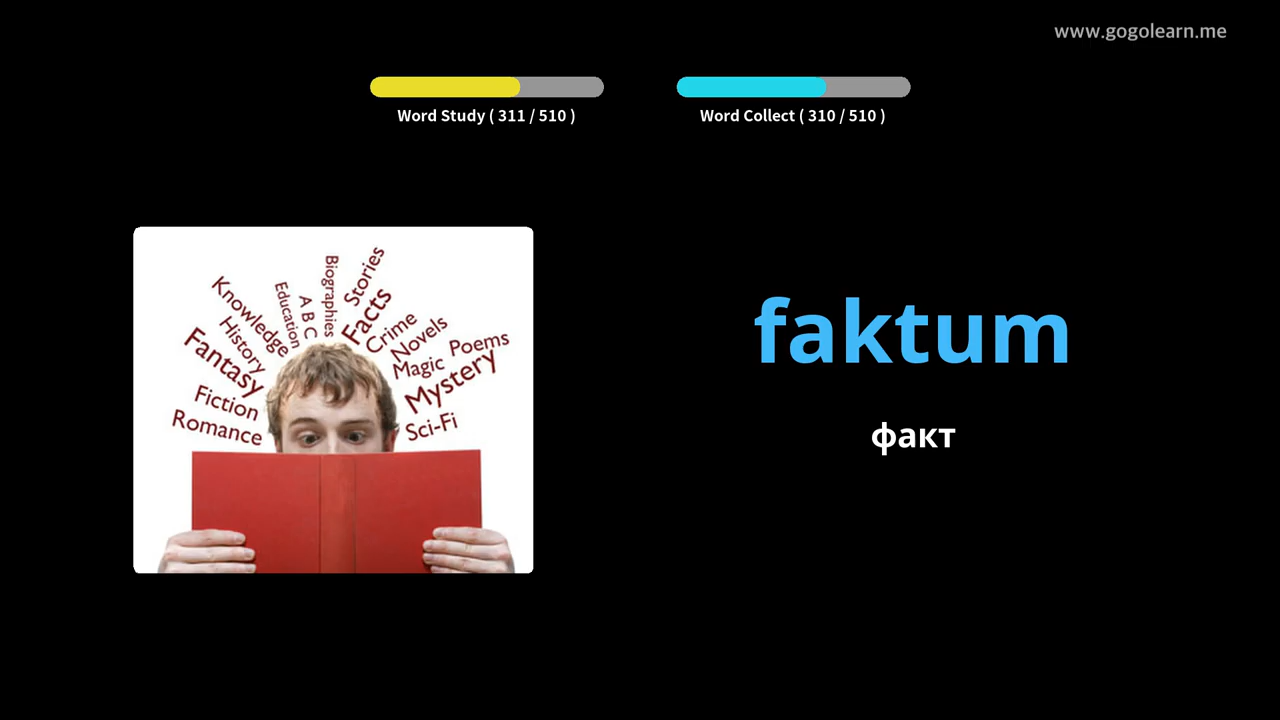 www.gogolearn.me
Word Study ( 311 / 510 )
Word Collect ( 310 / 510 )
Knowledge
Education
A B C
Biographies
Stories
Facts
Crime
Novels
Poems
Magic
Mystery
Sci-Fi
History
Fantasy
Fiction
Romance
faktum
факт